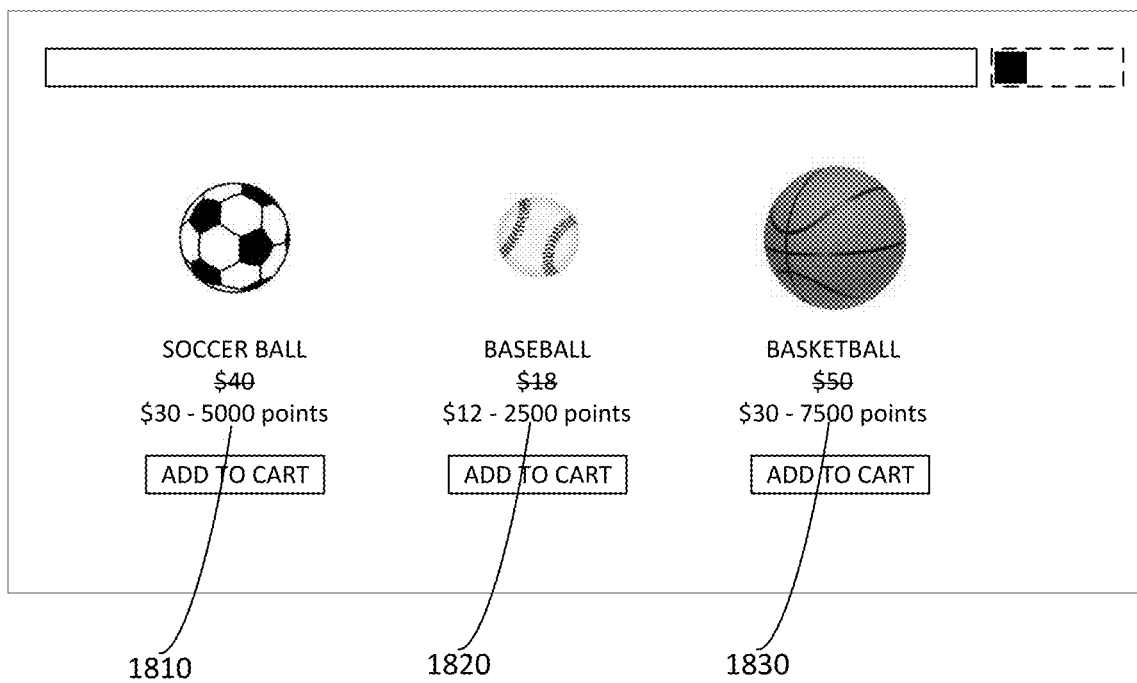 SOCCER BALL BASEBALL BASKETBALL
$40 $18 $50
$30 - 5000 points $12 - 2500 points $30 - 7500 points
ADD TO CART ADD TO CART ADD TO CART
1810 1820 1830